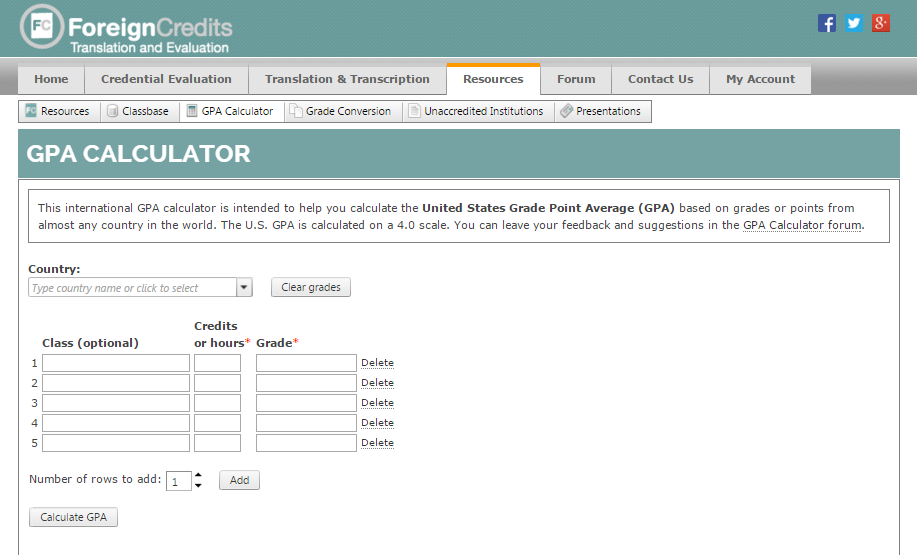 FC
ForeignCredits
Translation and Evaluation
Home Credential Evaluation Translation & Transcription Resources Forum Contact Us My Account
FC Resources Classbase GPA Calculator Grade Conversion Unaccredited Institutions Presentations
GPA CALCULATOR
This international GPA calculator is intended to help you calculate the United States Grade Point Average (GPA) based on grades or points from
almost any country in the world. The U.S. GPA is calculated on a 4.0 scale. You can leave your feedback and suggestions in the GPA Calculator forum.
Country:
Type country name or click to select Clear grades
Credits
Class (optional) or hours* Grade*
1 Delete
2 Delete
3 Delete
4 Delete
5 Delete
Number of rows to add: 1 Add
Calculate GPA